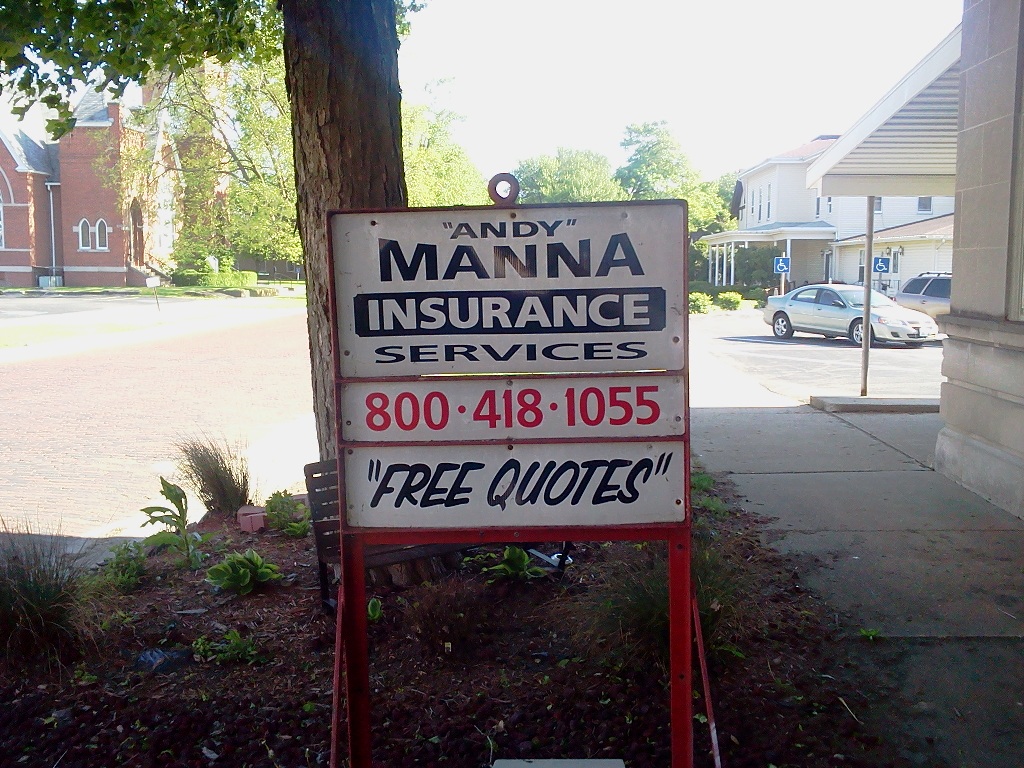 "ANDY"
MANNA
INSURANCE
SERVICES
800·418·1055
"FREE QUOTES"